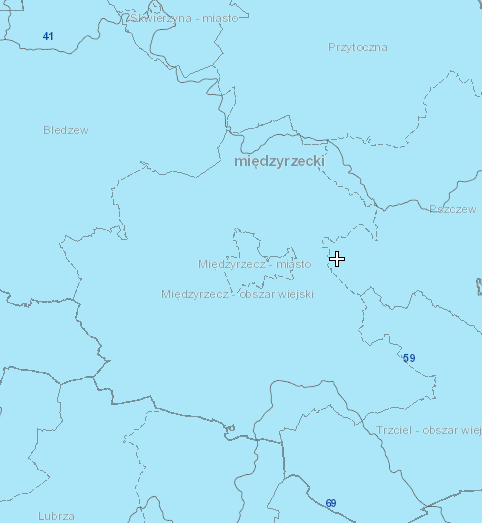 Skwierzyna - miasto
41
Przytoczna
Bledzew
międzyrzecki
Pszczew
Międzyrzecz - miasto
Międzyrzecz - obszar wiejski
59
Trzciel - obszar wiej
69
Lubrza